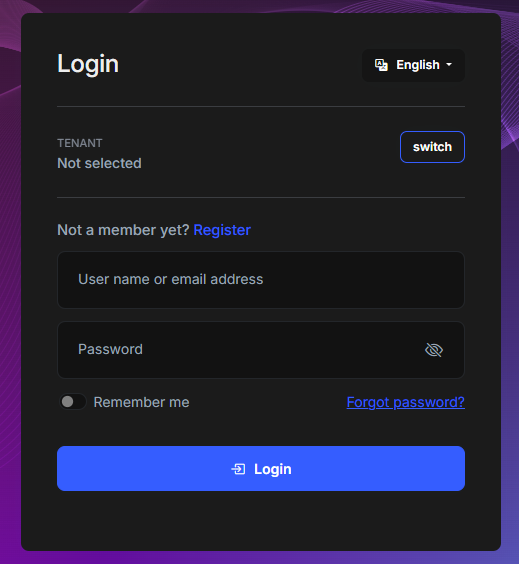 Login
English
TENANT
Not selected
switch
Not a member yet? Register
User name or email address
Password
Remember me
Forgot password?
Login